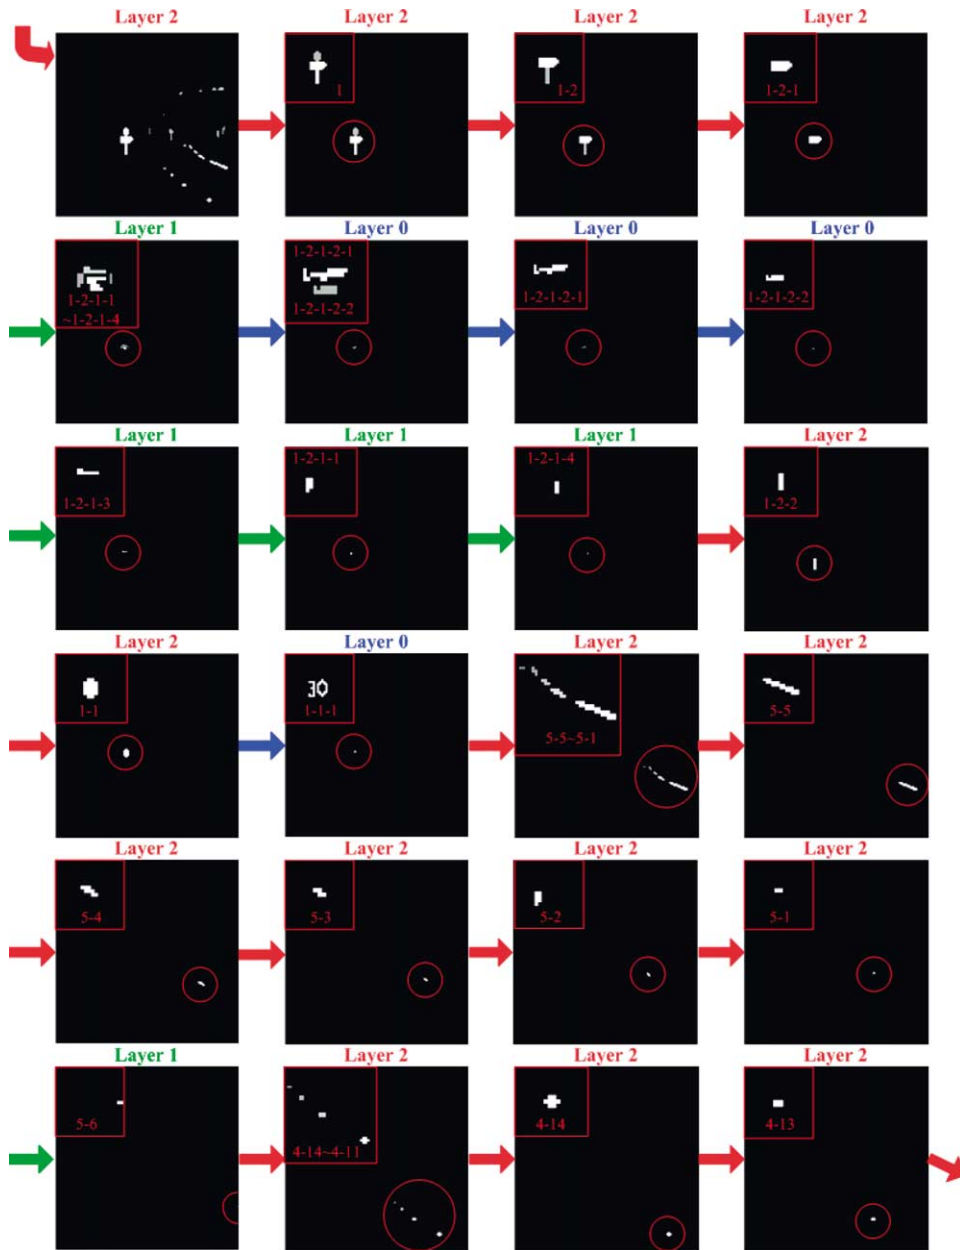 Layer 2
Layer 2
Layer 2
Layer 2
1
1-2
1-2-1
Layer 1
Layer 0
Layer 0
Layer 0
1-2-1-1
~1-2-1-4
1-2-1-2-1
1-2-1-2-2
1-2-1-2-1
1-2-1-2-2
Layer 1
Layer 1
Layer 1
Layer 2
1-2-1-3
1-2-1-1
1-2-1-4
1-2-2
Layer 2
Layer 0
Layer 2
Layer 2
1-1
30
1-1-1
5-5~5-1
5-5
Layer 2
Layer 2
Layer 2
Layer 2
5-4
5-3
5-2
5-1
Layer 1
Layer 2
Layer 2
Layer 2
5-6
4-14~4-11
4-14
4-13